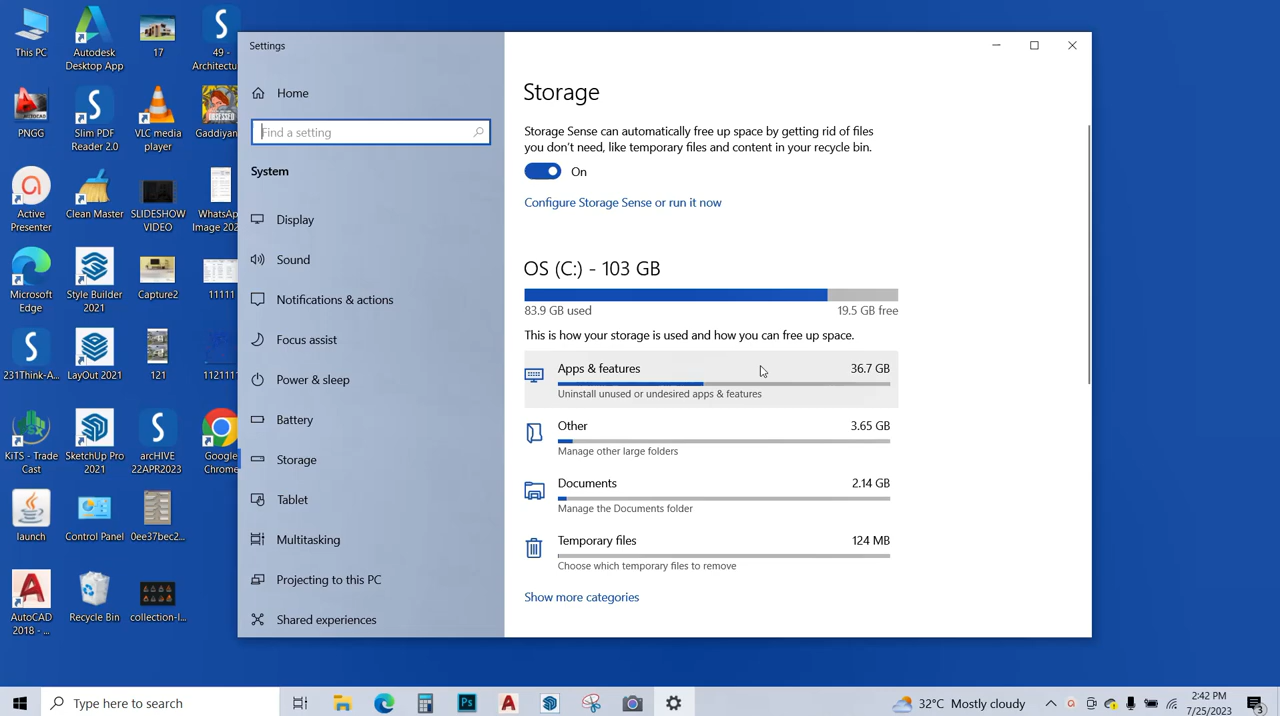 This PC
Autodesk
Desktop App
17
49 -
Architectu
PNGG
Slim PDF
Reader 2.0
VLC media
player
Gaddiyan
Active
Presenter
Clean Master
SLIDESHOW
VIDEO
WhatsAp
Image 202
Microsoft
Edge
Style Builder
2021
Capture2
11111
231Think-A...
LayOut 2021
121
1121111
KiTS - Trade
Cast
SketchUp Pro
2021
arcHIVE
22APR2023
Google
Chrome
launch
Control Panel
0ee37bec2...
AutoCAD
2018 - ...
Recycle Bin
collection-l...
Settings
Home
Find a setting
System
Display
Sound
Notifications & actions
Focus assist
Power & sleep
Battery
Storage
Tablet
Multitasking
Projecting to this PC
Shared experiences
Storage
Storage Sense can automatically free up space by getting rid of files
you don't need, like temporary files and content in your recycle bin.
On
Configure Storage Sense or run it now
OS (C:) - 103 GB
83.9 GB used 19.5 GB free
This is how your storage is used and how you can free up space.
Apps & features 36.7 GB
Uninstall unused or undesired apps & features
Other 3.65 GB
Manage other large folders
Documents 2.14 GB
Manage the Documents folder
Temporary files 124 MB
Choose which temporary files to remove
Show more categories
Type here to search
Ps
32°C Mostly cloudy
2:42 PM
7/25/2023
3